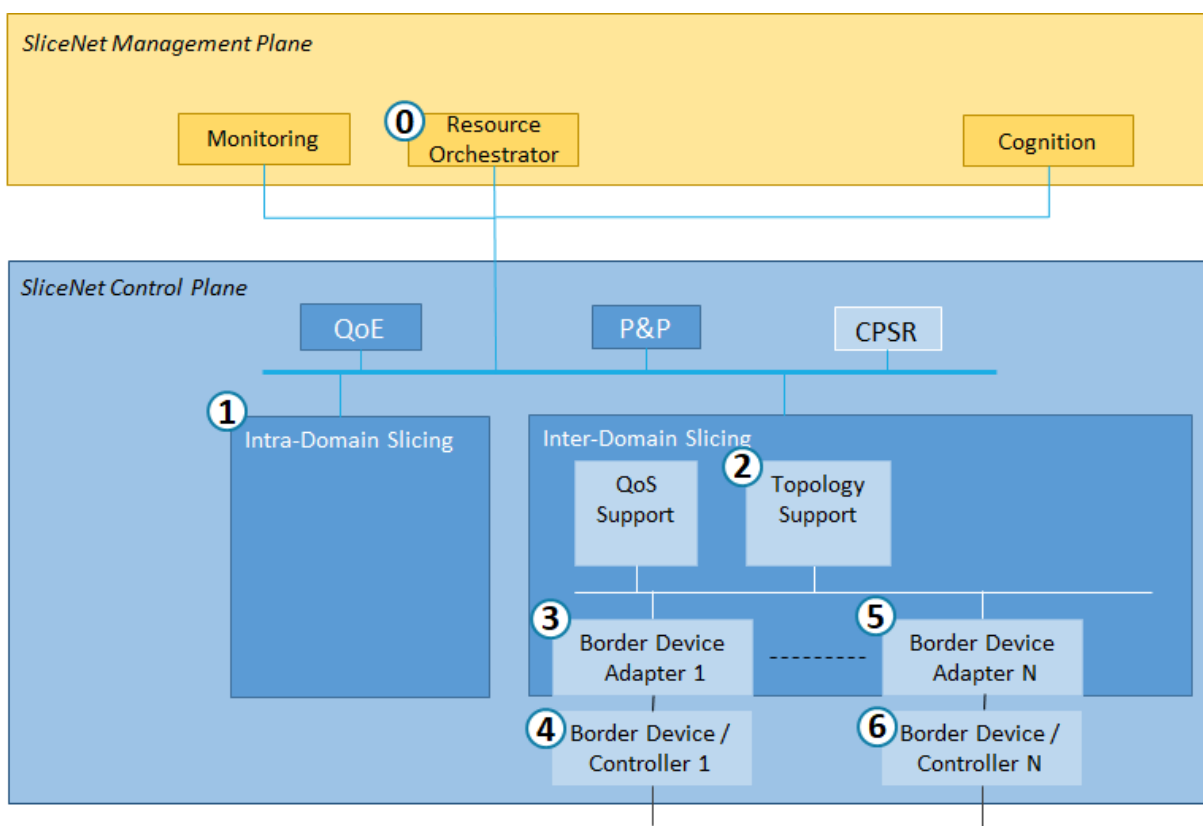 SliceNet Management Plane
Monitoring
0
Resource
Orchestrator
Cognition
SliceNet Control Plane
QoE
P&P
CPSR
1
Intra-Domain Slicing
Inter-Domain Slicing
QoS
Support
2
Topology
Support
3
Border Device
Adapter 1
5
Border Device
Adapter N
4
Border Device /
Controller 1
6
Border Device /
Controller N